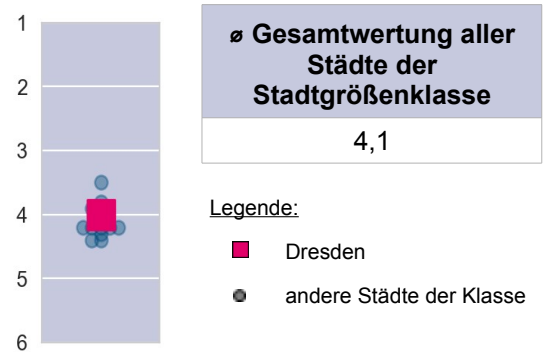 1
2
3
4
5
6
ø Gesamtwertung aller
Städte der
Stadtgrößenklasse
4,1
Legende:
Dresden
andere Städte der Klasse